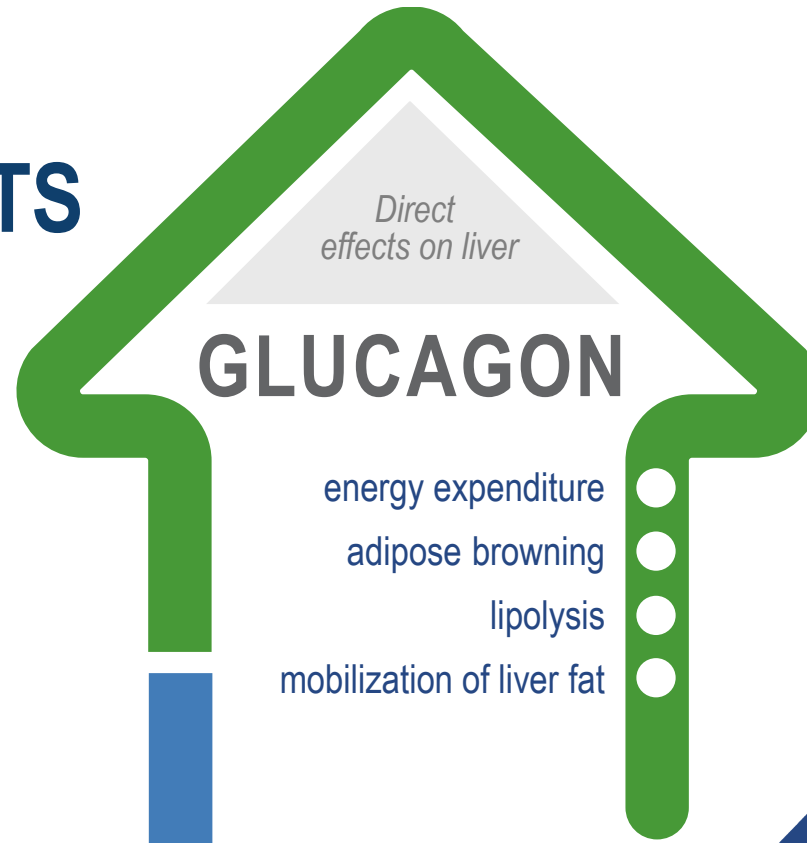 TS
Direct
effects on liver
GLUCAGON
energy expenditure
adipose browning
lipolysis
mobilization of liver fat